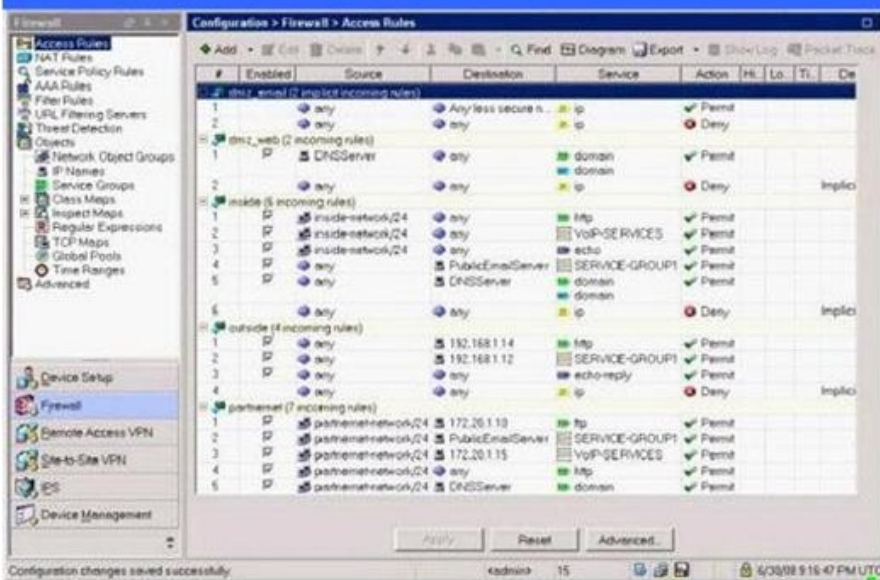 Firewall
Access Rules
NAT Rules
Service Policy Rules
AAA Rules
Filter Rules
URL Filtering Servers
Threat Detection
Objects
Network Object Groups
IP Names
Service Groups
Class Maps
Inspect Maps
Regular Expressions
TCP Maps
Global Pools
Time Ranges
Advanced
Device Setup
Firewall
Remote Access VPN
Site-to-Site VPN
IPS
Device Management
Configuration > Firewall > Access Rules
Add Edit Delete Find Diagram Export Show Log Packet Trace
# Enabled Source Destination Service Action Hi.. Lo.. Ti.. De
dmz_email (2 implicit incoming rules)
1 any Any less secure n... ip Permit
2 any any ip Deny
dmz_web (2 incoming rules)
1 DNSServer any domain Permit
domain
2 any any ip Deny Implici
inside (6 incoming rules)
1 inside-network/24 any http Permit
2 inside-network/24 any VoIP-SERVICES Permit
3 inside-network/24 any echo Permit
4 any PublicEmailServer SERVICE-GROUP1 Permit
5 any DNSServer domain Permit
domain
6 any any ip Deny Implici
outside (4 incoming rules)
1 any 192.168.1.14 http Permit
2 any 192.168.1.12 SERVICE-GROUP1 Permit
3 any any echo-reply Permit
4 any any ip Deny Implici
partnernet (7 incoming rules)
1 partnernet-network/24 172.20.1.10 ftp Permit
2 partnernet-network/24 PublicEmailServer SERVICE-GROUP1 Permit
3 partnernet-network/24 172.20.1.15 VoIP-SERVICES Permit
4 partnernet-network/24 any http Permit
5 partnernet-network/24 DNSServer domain Permit
Apply Reset Advanced...
Configuration changes saved successfully. <admin> 15 6/30/08 9:16:47 PM UTC